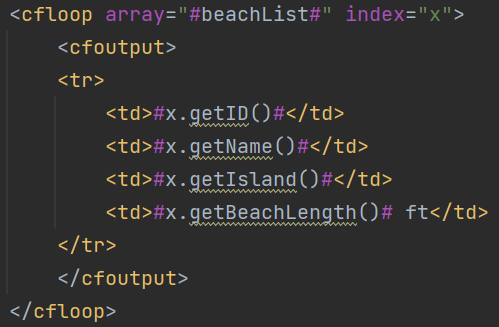 <cfloop array="#beachList#" index="x">
    <cfoutput>
    <tr>
        <td>#x.getID()#</td>
        <td>#x.getName()#</td>
        <td>#x.getIsland()#</td>
        <td>#x.getBeachLength()# ft</td>
    </tr>
    </cfoutput>
</cfloop>